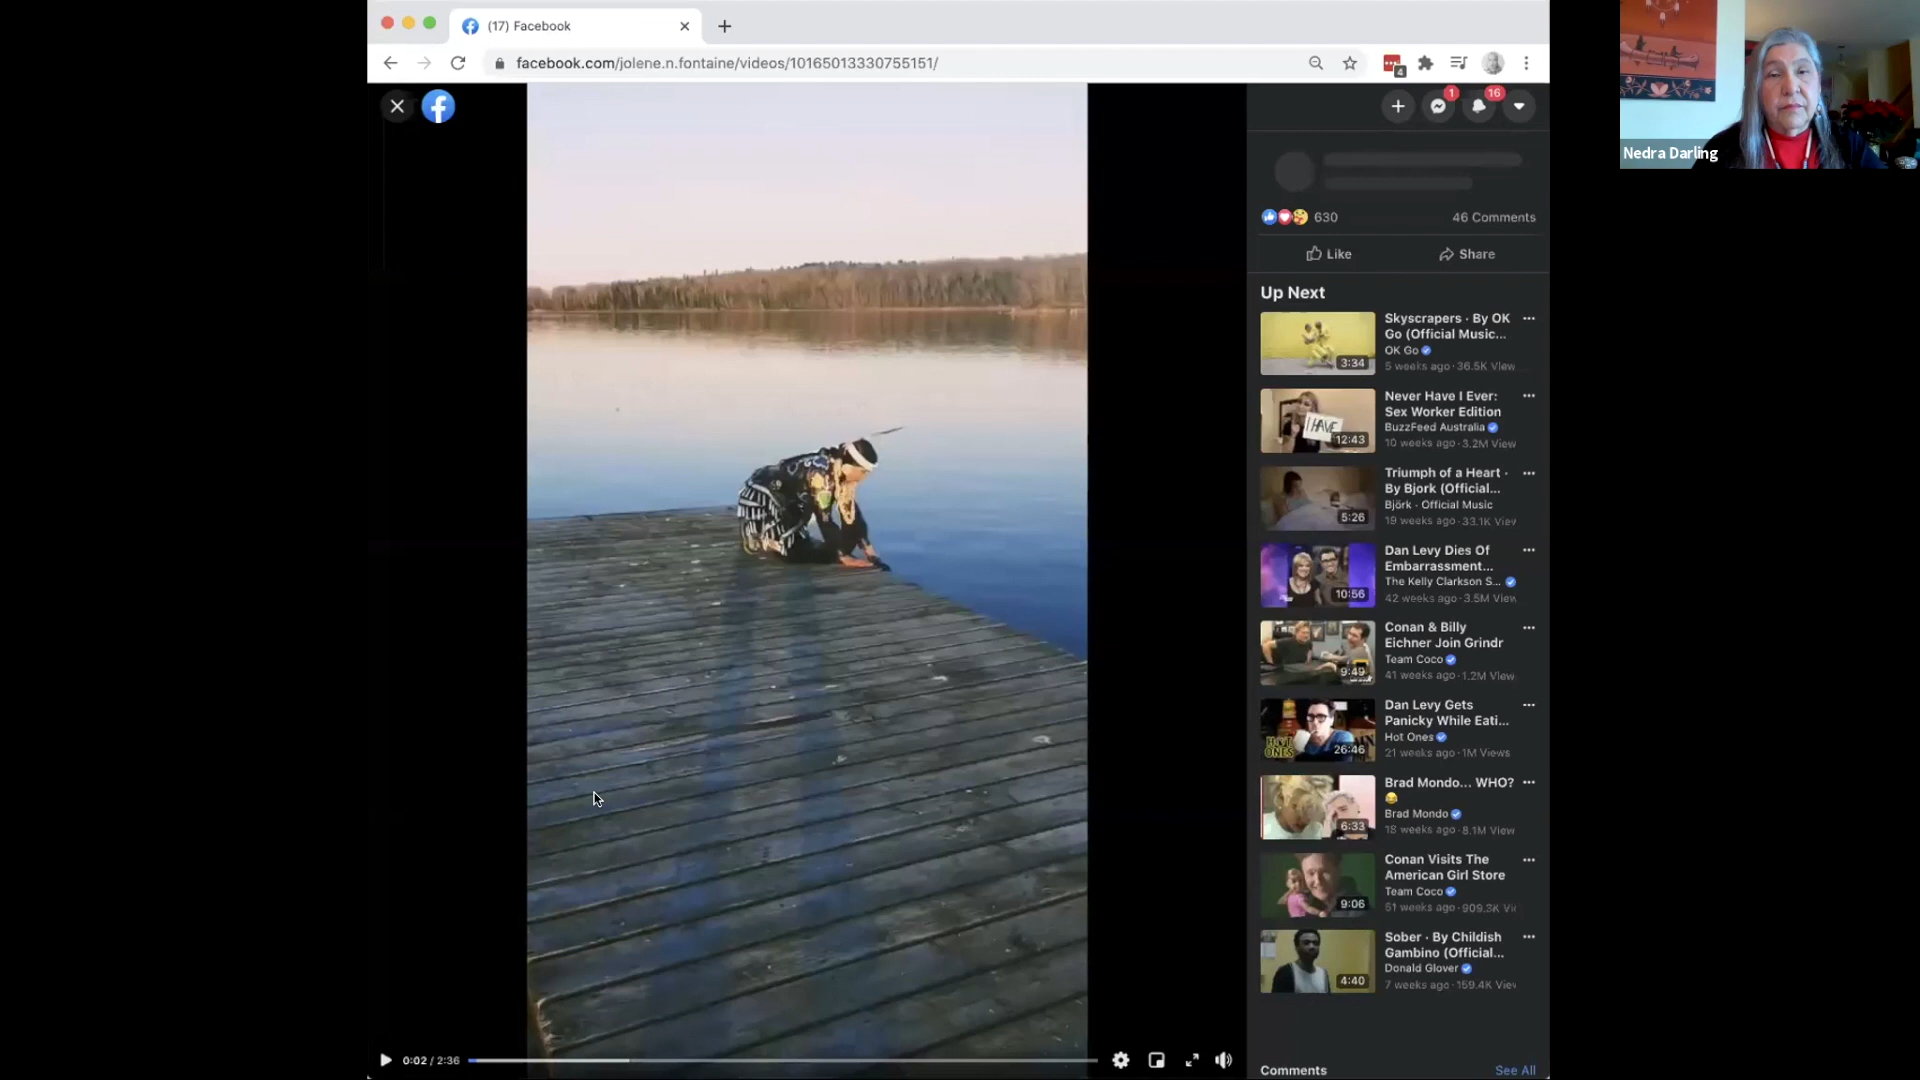 (17) Facebook
facebook.com/jolene.n.fontaine/videos/10165013330755151/
4
1
16
Nedra Darling
630
46 Comments
Like
Share
Up Next
Skyscrapers · By OK
Go (Official Music...
OK Go
5 weeks ago · 36.5K View
3:34
Never Have I Ever:
Sex Worker Edition
BuzzFeed Australia
10 weeks ago · 3.2M View
I HAVE
12:43
Triumph of a Heart ·
By Bjork (Official...
Björk · Official Music
19 weeks ago · 33.1K View
5:26
Dan Levy Dies Of
Embarrassment...
The Kelly Clarkson S...
42 weeks ago · 3.5M View
10:56
Conan & Billy
Eichner Join Grindr
Team Coco
41 weeks ago · 1.2M View
9:49
Dan Levy Gets
Panicky While Eati...
Hot Ones
21 weeks ago · 1M Views
HOT
ONES
26:46
Brad Mondo... WHO?
😂
Brad Mondo
18 weeks ago · 8.1M View
6:33
Conan Visits The
American Girl Store
Team Coco
51 weeks ago · 909.3K Vi
9:06
Sober · By Childish
Gambino (Official...
Donald Glover
7 weeks ago · 159.4K View
4:40
0:02 / 2:36
Comments
See All